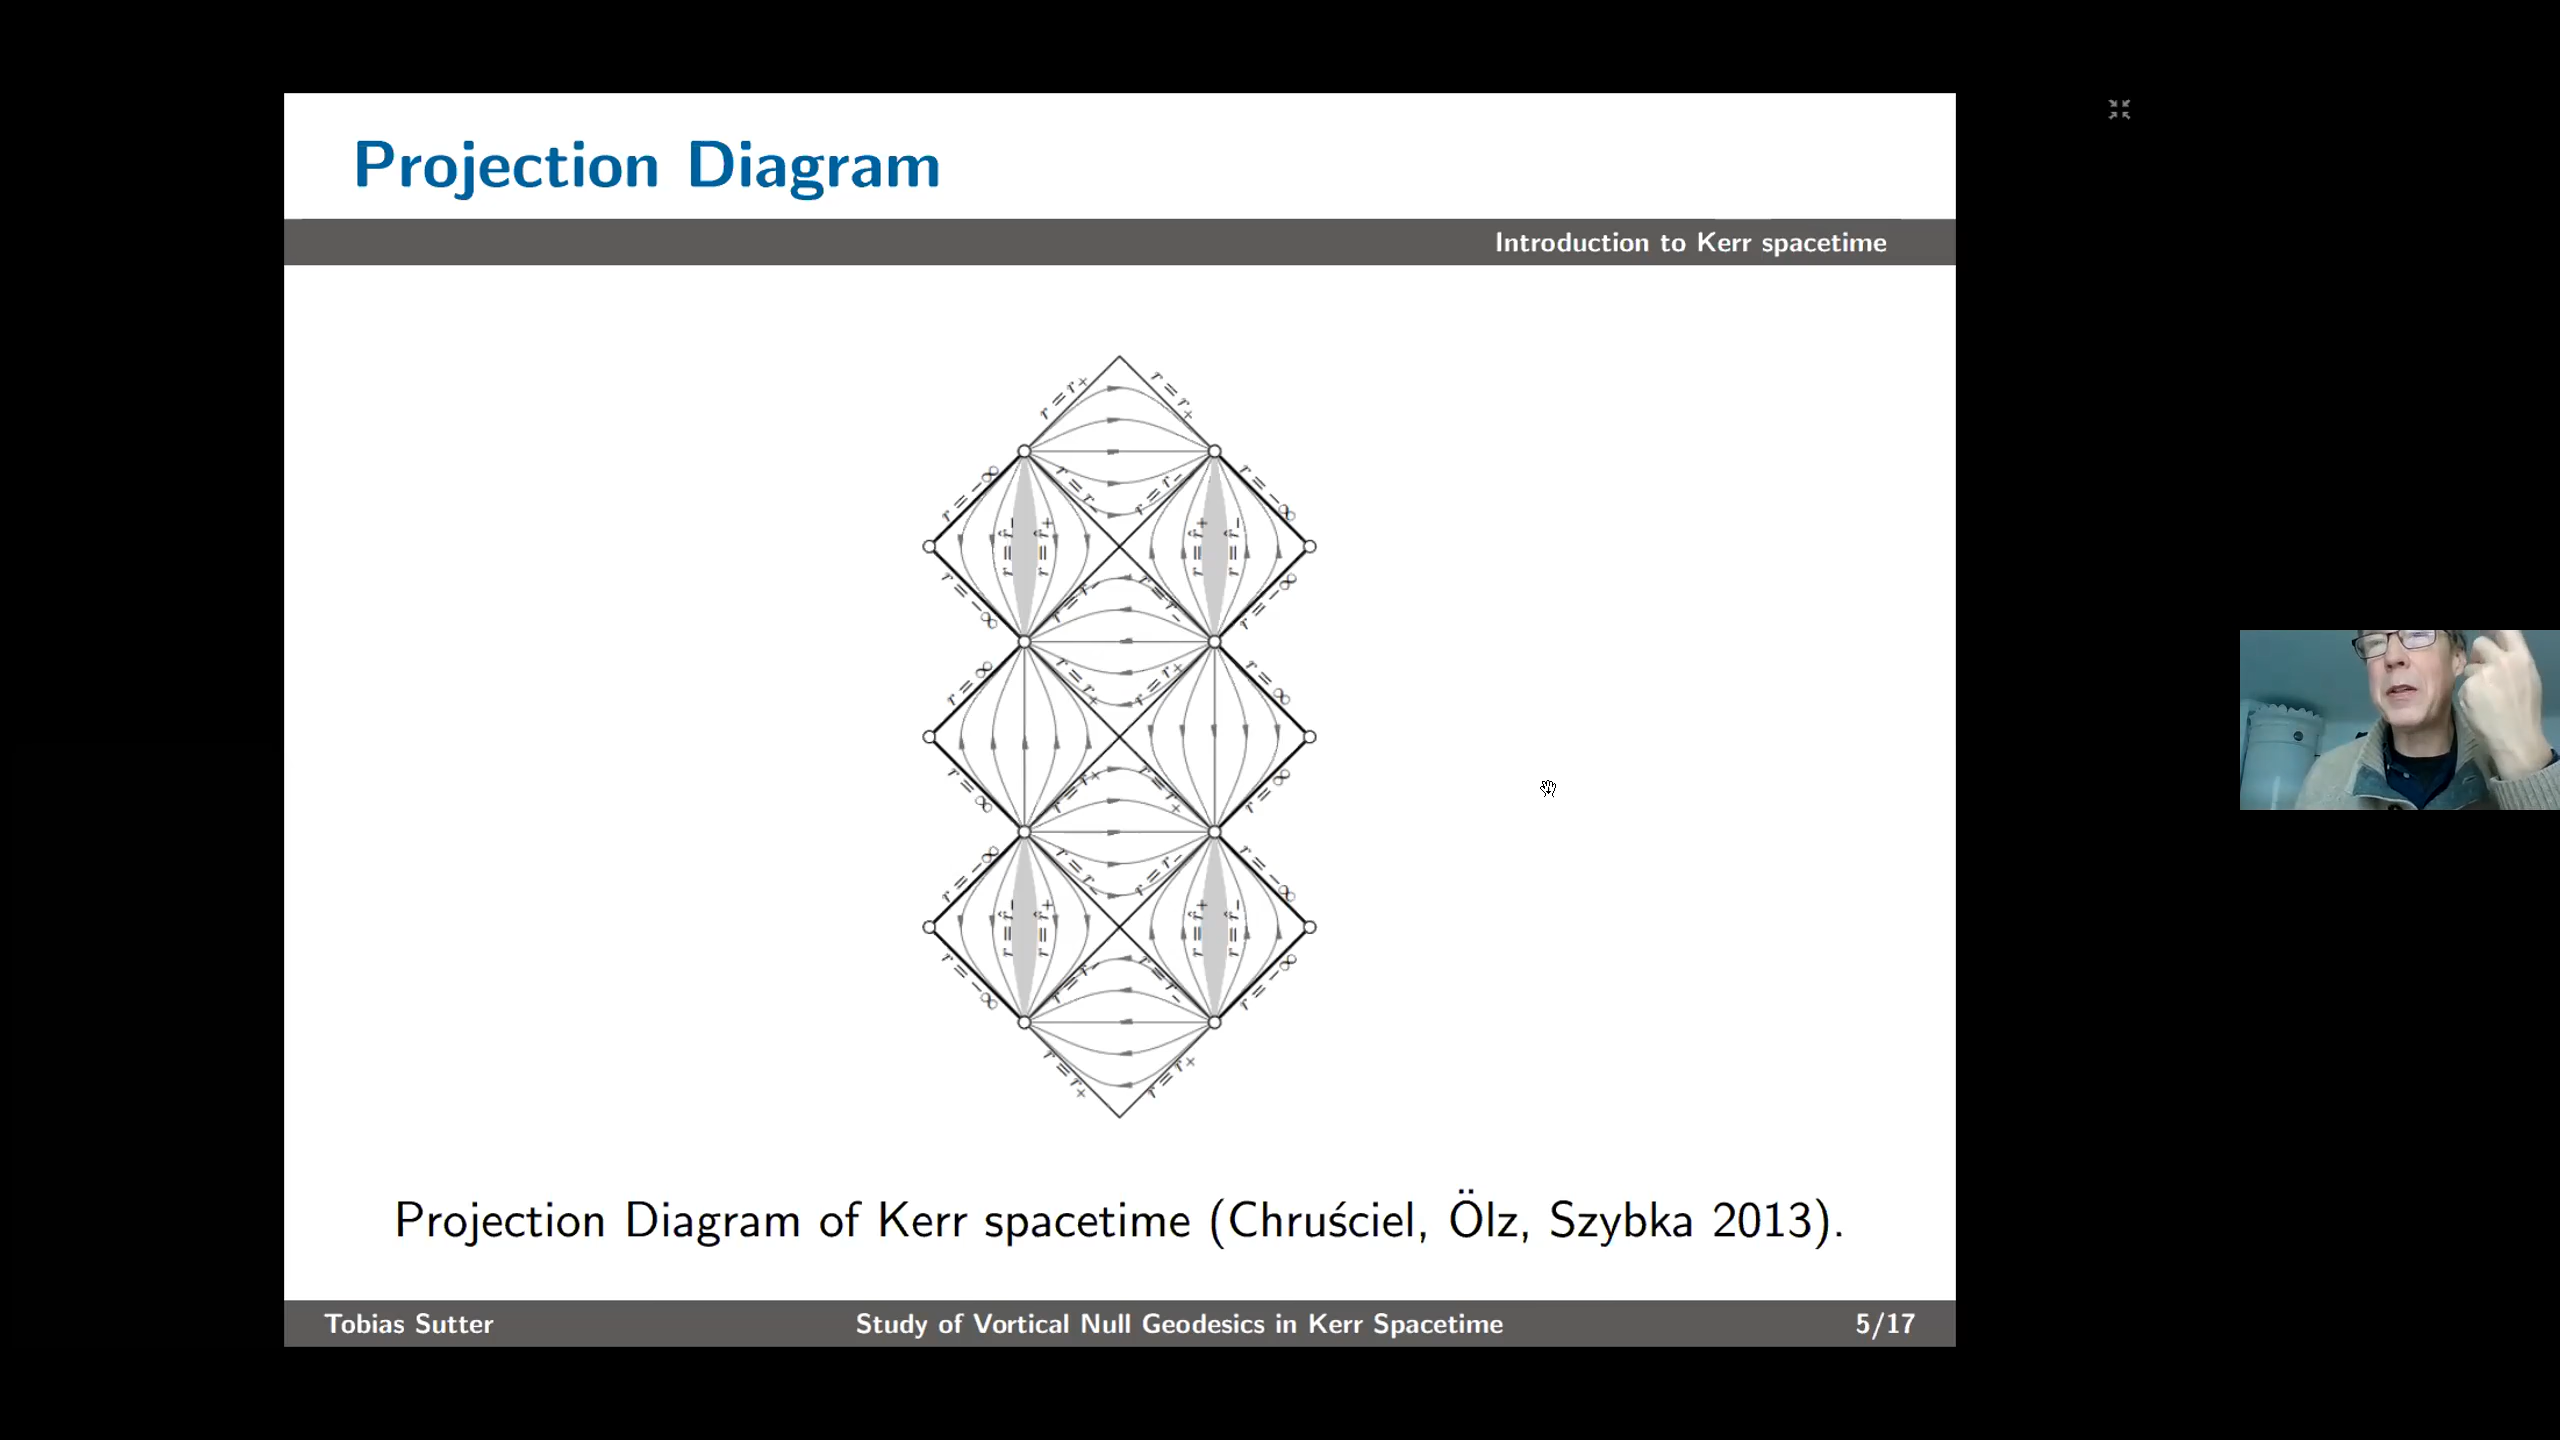 Projection Diagram
Introduction to Kerr spacetime
r = r₊
r = r₊
r = −∞
r = r₋
r = −∞
r = r̂₋
r = r̂₊
r = r̂₊
r = r̂₋
r = −∞
r = r₋
r = −∞
r = ∞
r = r₊
r = r₊
r = ∞
r = ∞
r = r₊
r = r₊
r = ∞
r = −∞
r = r₋
r = −∞
r = r̂₋
r = r̂₊
r = r̂₊
r = r̂₋
r = −∞
r = r₋
r = −∞
r = r₊
r = r₊
Projection Diagram of Kerr spacetime (Chruściel, Ölz, Szybka 2013).
Tobias Sutter
Study of Vortical Null Geodesics in Kerr Spacetime
5/17